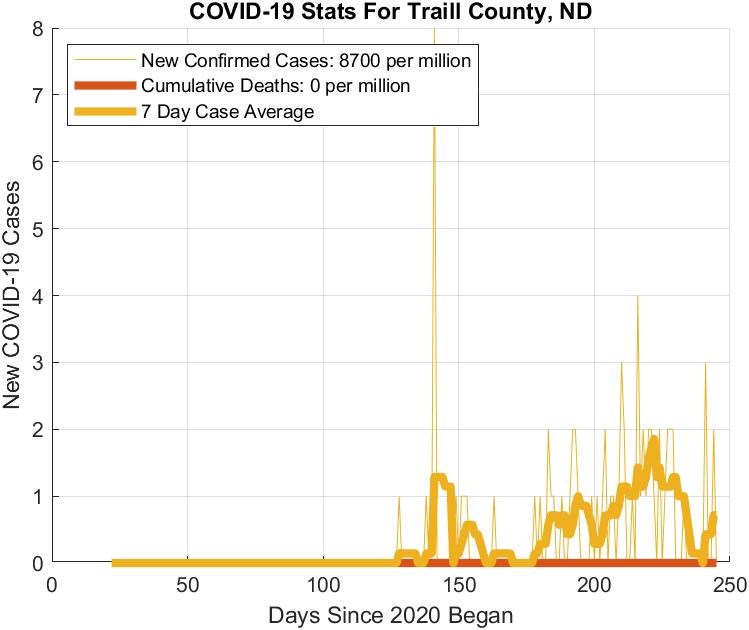 COVID-19 Stats For Traill County, ND
New Confirmed Cases: 8700 per million
Cumulative Deaths: 0 per million
7 Day Case Average
New COVID-19 Cases
8
7
6
5
4
3
2
1
0
0 50 100 150 200 250
Days Since 2020 Began